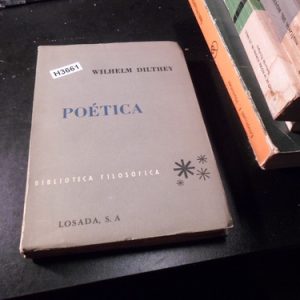 H3661
WILHELM DILTHEY
POÉTICA
BIBLIOTECA FILOSÓFICA
LOSADA, S. A